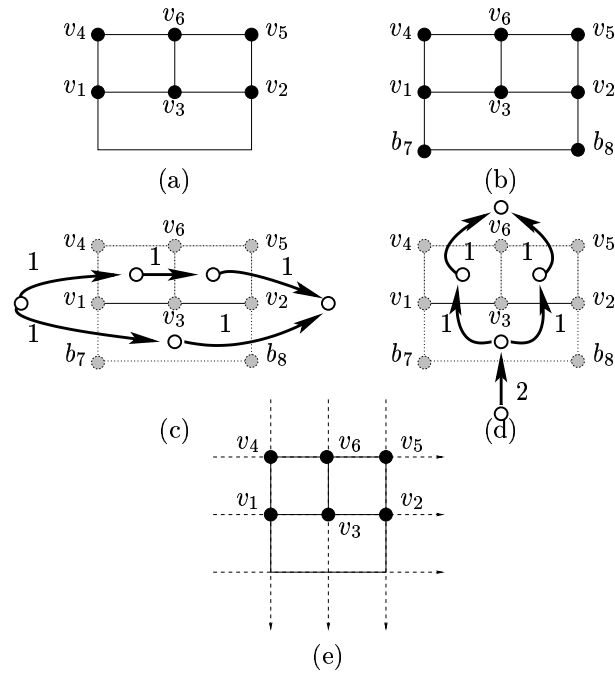 v6 v6
v4 v5 v4 v5
v1 v3 v2 v1 v3 v2
b7 b8
(a) (b)
1 v4 1 v6 v5 1 v4 1 v6 1 v5
v1 v3 v2 v1 v3 v2
1 1 1 1
b7 b8 b7 b8
2
(c) (d)
v4 v6 v5
v1 v3 v2
(e)